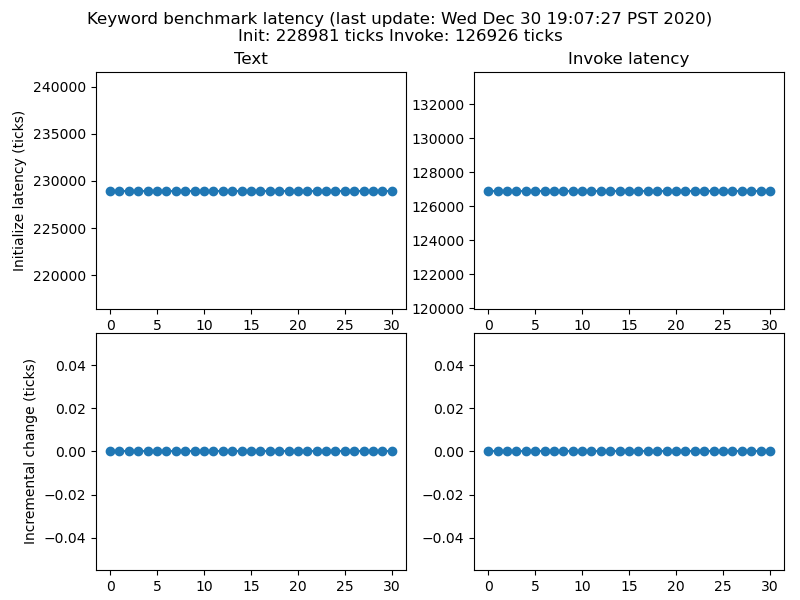 Keyword benchmark latency (last update: Wed Dec 30 19:07:27 PST 2020)
Init: 228981 ticks Invoke: 126926 ticks
Text
Invoke latency
Initialize latency (ticks)
240000
235000
230000
225000
220000
0 5 10 15 20 25 30
132000
130000
128000
126000
124000
122000
120000
0 5 10 15 20 25 30
Incremental change (ticks)
0.04
0.02
0.00
−0.02
−0.04
0 5 10 15 20 25 30
0.04
0.02
0.00
−0.02
−0.04
0 5 10 15 20 25 30